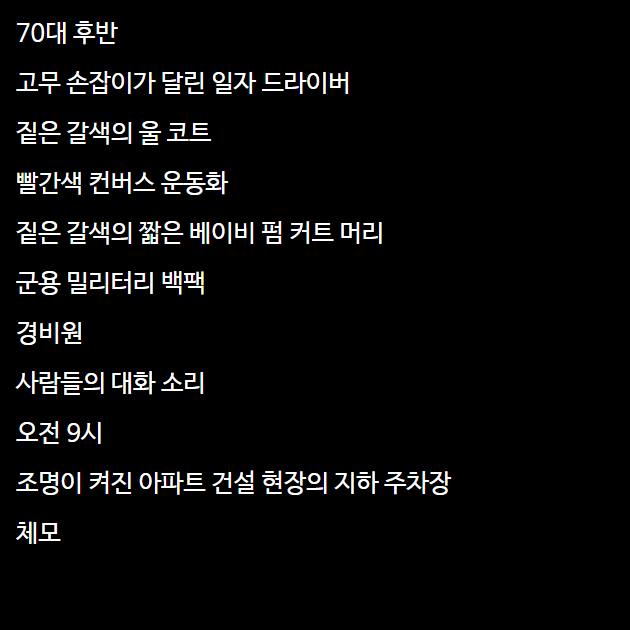 70대 후반
고무 손잡이가 달린 일자 드라이버
짙은 갈색의 울 코트
빨간색 컨버스 운동화
짙은 갈색의 짧은 베이비 펌 커트 머리
군용 밀리터리 백팩
경비원
사람들의 대화 소리
오전 9시
조명이 켜진 아파트 건설 현장의 지하 주차장
체모